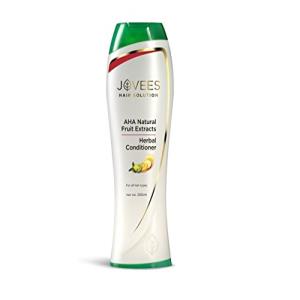 JOVEES
HAIR SOLUTION
AHA Natural
Fruit Extracts
Herbal
Conditioner
For all hair types